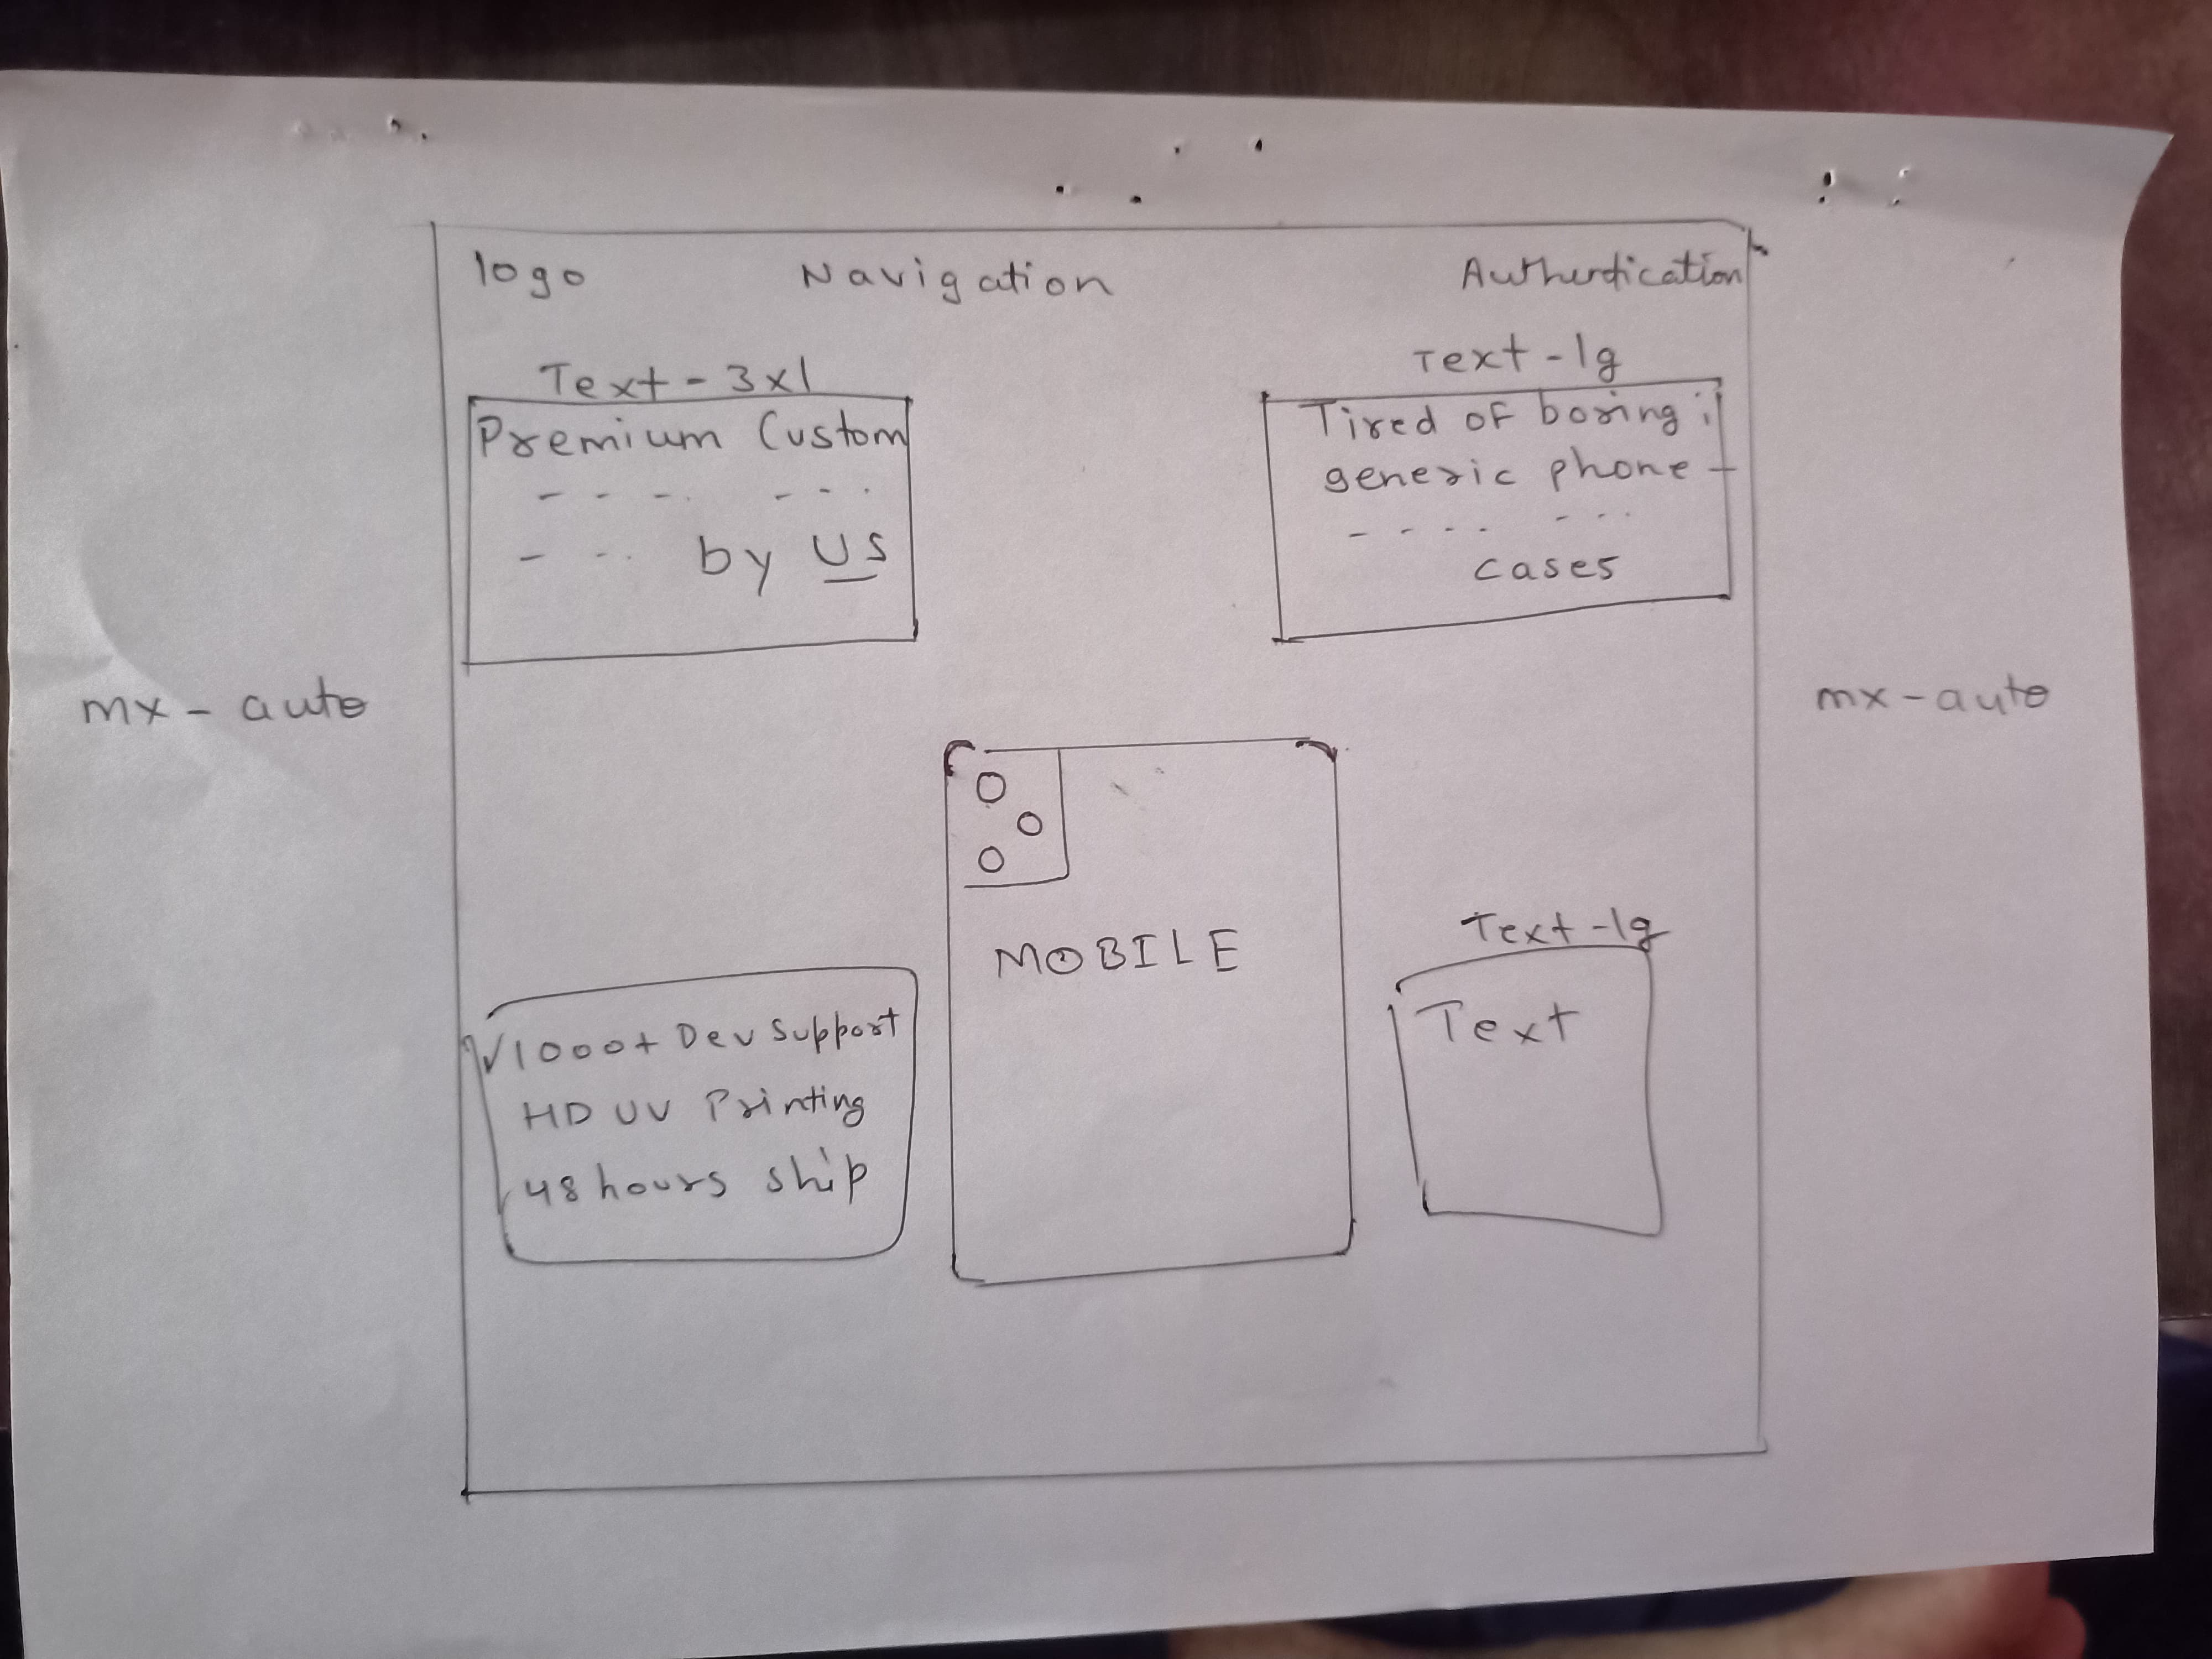 logo Navigation Authentication
Text - 3xl
Premium Custom
by US
Text - lg
Tired of boring
generic phone
cases
mx - auto
mx - auto
MOBILE
✓1000+ Dev Support
HD UV Printing
48 hours ship
Text - lg
Text